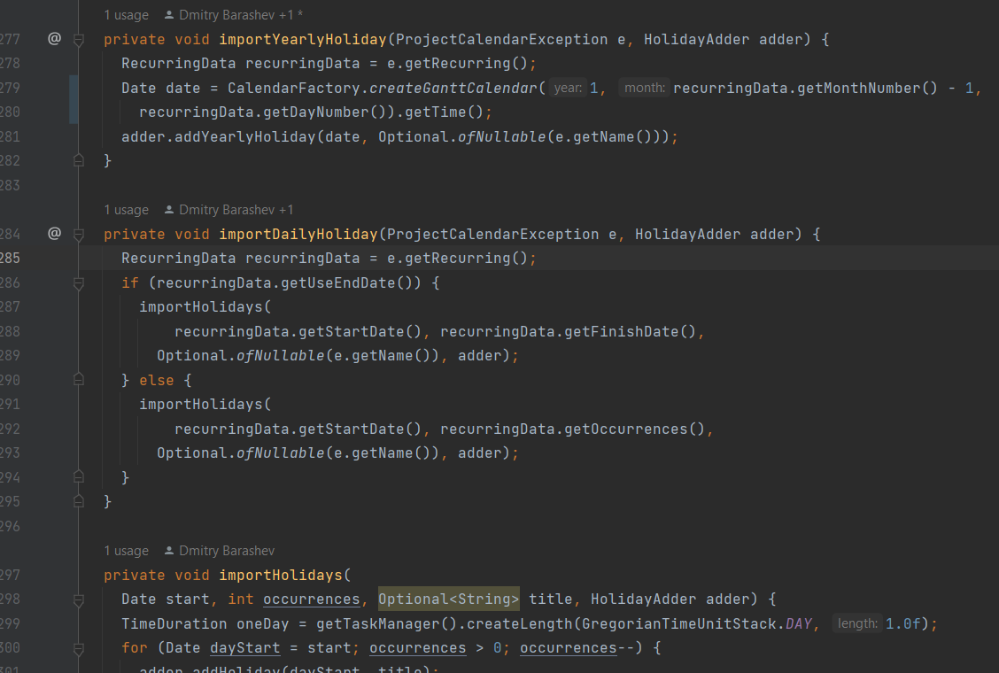 1 usage Dmitry Barashev +1 *
277 @ private void importYearlyHoliday(ProjectCalendarException e, HolidayAdder adder) {
278 RecurringData recurringData = e.getRecurring();
279 Date date = CalendarFactory.createGanttCalendar( year: 1, month: recurringData.getMonthNumber() - 1,
280 recurringData.getDayNumber()).getTime();
281 adder.addYearlyHoliday(date, Optional.ofNullable(e.getName()));
282 }
283
1 usage Dmitry Barashev +1
284 @ private void importDailyHoliday(ProjectCalendarException e, HolidayAdder adder) {
285 RecurringData recurringData = e.getRecurring();
286 if (recurringData.getUseEndDate()) {
287 importHolidays(
288 recurringData.getStartDate(), recurringData.getFinishDate(),
289 Optional.ofNullable(e.getName()), adder);
290 } else {
291 importHolidays(
292 recurringData.getStartDate(), recurringData.getOccurrences(),
293 Optional.ofNullable(e.getName()), adder);
294 }
295 }
296
1 usage Dmitry Barashev
297 private void importHolidays(
298 Date start, int occurrences, Optional<String> title, HolidayAdder adder) {
299 TimeDuration oneDay = getTaskManager().createLength(GregorianTimeUnitStack.DAY, length: 1.0f);
300 for (Date dayStart = start; occurrences > 0; occurrences--) {
301 adder.addHoliday(dayStart, title);